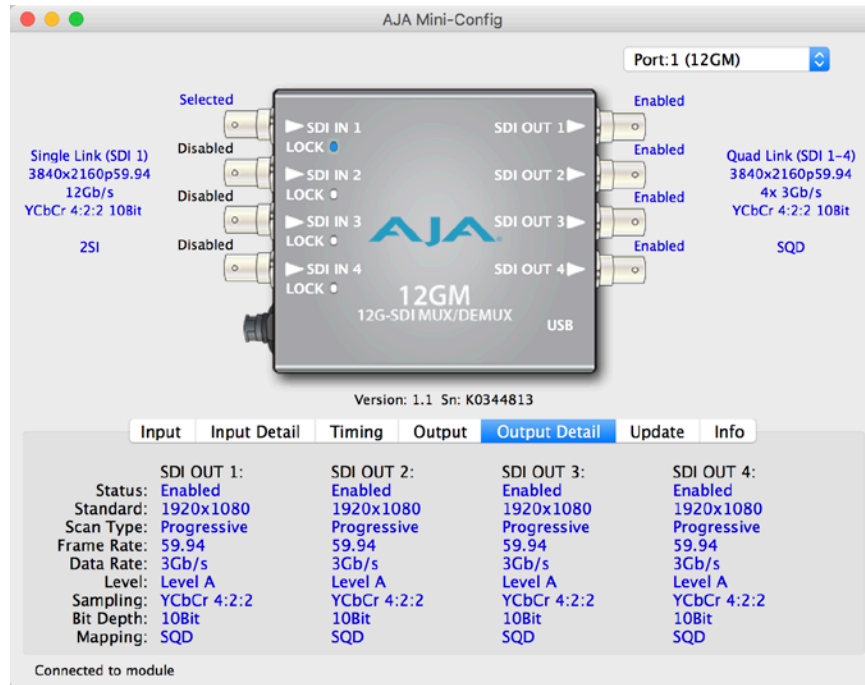 AJA Mini-Config
Port:1 (12GM)
Selected
Enabled
SDI IN 1
SDI OUT 1
LOCK
Single Link (SDI 1)
3840x2160p59.94
12Gb/s
YCbCr 4:2:2 10Bit
2SI
Disabled
Enabled
SDI IN 2
SDI OUT 2
LOCK
Quad Link (SDI 1-4)
3840x2160p59.94
4x 3Gb/s
YCbCr 4:2:2 10Bit
SQD
Disabled
Enabled
SDI IN 3
SDI OUT 3
LOCK
AJA
Disabled
Enabled
SDI IN 4
SDI OUT 4
LOCK
12GM
12G-SDI MUX/DEMUX
USB
Version: 1.1 Sn: K0344813
Input Input Detail Timing Output Output Detail Update Info
SDI OUT 1: SDI OUT 2: SDI OUT 3: SDI OUT 4:
Status: Enabled Enabled Enabled Enabled
Standard: 1920x1080 1920x1080 1920x1080 1920x1080
Scan Type: Progressive Progressive Progressive Progressive
Frame Rate: 59.94 59.94 59.94 59.94
Data Rate: 3Gb/s 3Gb/s 3Gb/s 3Gb/s
Level: Level A Level A Level A Level A
Sampling: YCbCr 4:2:2 YCbCr 4:2:2 YCbCr 4:2:2 YCbCr 4:2:2
Bit Depth: 10Bit 10Bit 10Bit 10Bit
Mapping: SQD SQD SQD SQD
Connected to module